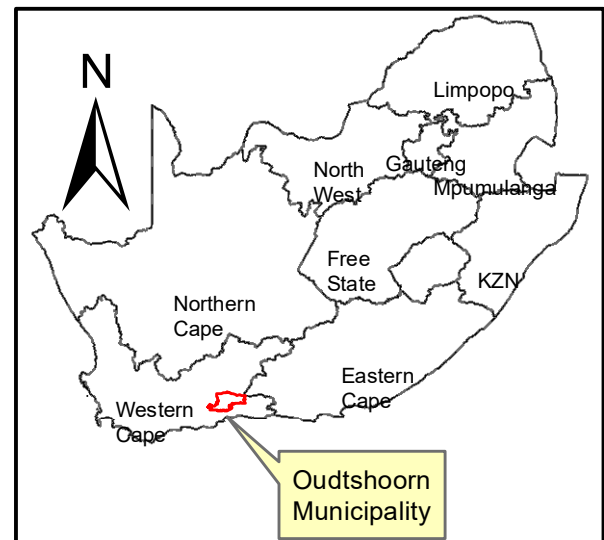 N
Limpopo
Gauteng
North
West
Mpumulanga
Free
State
KZN
Northern
Cape
Eastern
Cape
Western
Cape
Oudtshoorn
Municipality